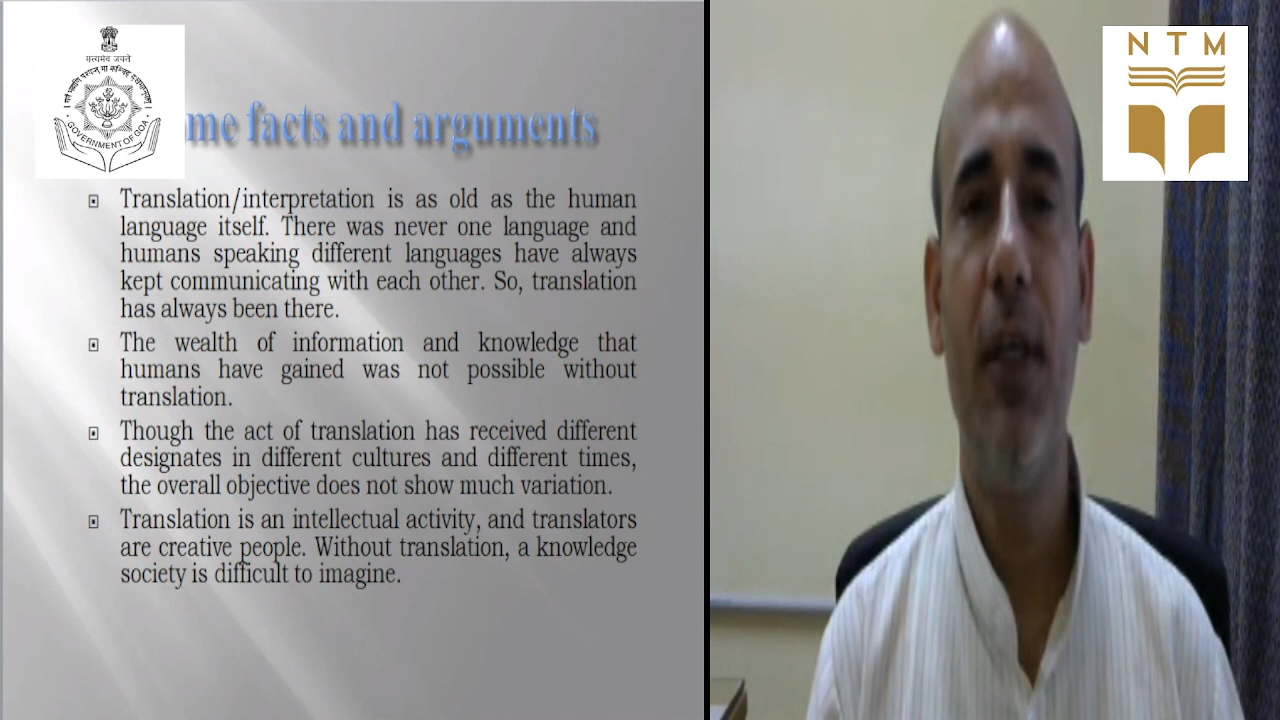 सत्यमेव जयते
GOVERNMENT OF GOA
me facts and arguments
Translation/interpretation is as old as the human
language itself. There was never one language and
humans speaking different languages have always
kept communicating with each other. So, translation
has always been there.
The wealth of information and knowledge that
humans have gained was not possible without
translation.
Though the act of translation has received different
designates in different cultures and different times,
the overall objective does not show much variation.
Translation is an intellectual activity, and translators
are creative people. Without translation, a knowledge
society is difficult to imagine.
NTM